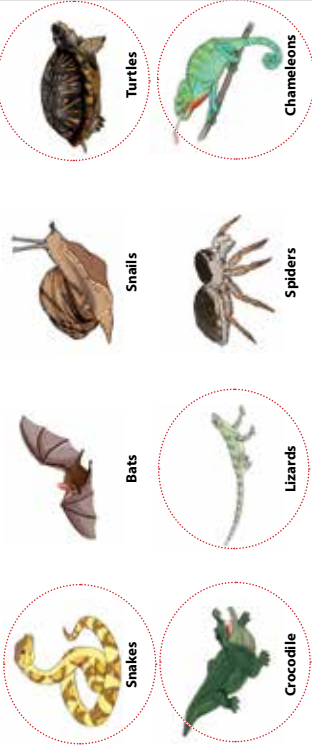 Snakes
Bats
Snails
Turtles
Crocodile
Lizards
Spiders
Chameleons